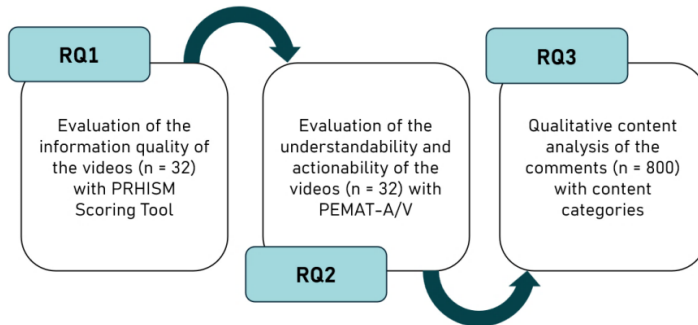 RQ1
Evaluation of the
information quality of
the videos (n = 32)
with PRHISM
Scoring Tool
Evaluation of the
understandability and
actionability of the
videos (n = 32) with
PEMAT-A/V
RQ2
RQ3
Qualitative content
analysis of the
comments (n = 800)
with content
categories